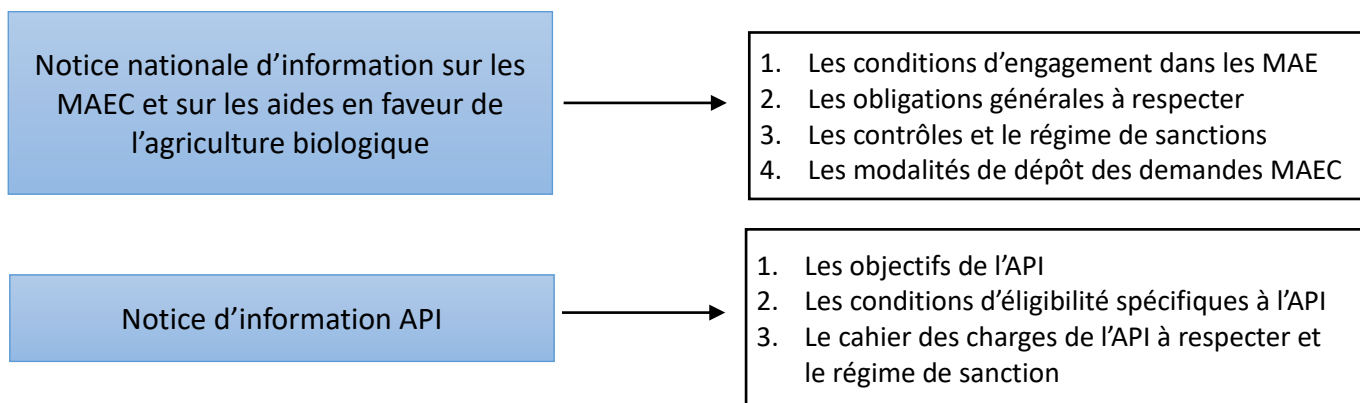 Notice nationale d’information sur les
MAEC et sur les aides en faveur de
l’agriculture biologique
1. Les conditions d’engagement dans les MAE
2. Les obligations générales à respecter
3. Les contrôles et le régime de sanctions
4. Les modalités de dépôt des demandes MAEC
Notice d’information API
1. Les objectifs de l’API
2. Les conditions d’éligibilité spécifiques à l’API
3. Le cahier des charges de l’API à respecter et
le régime de sanction